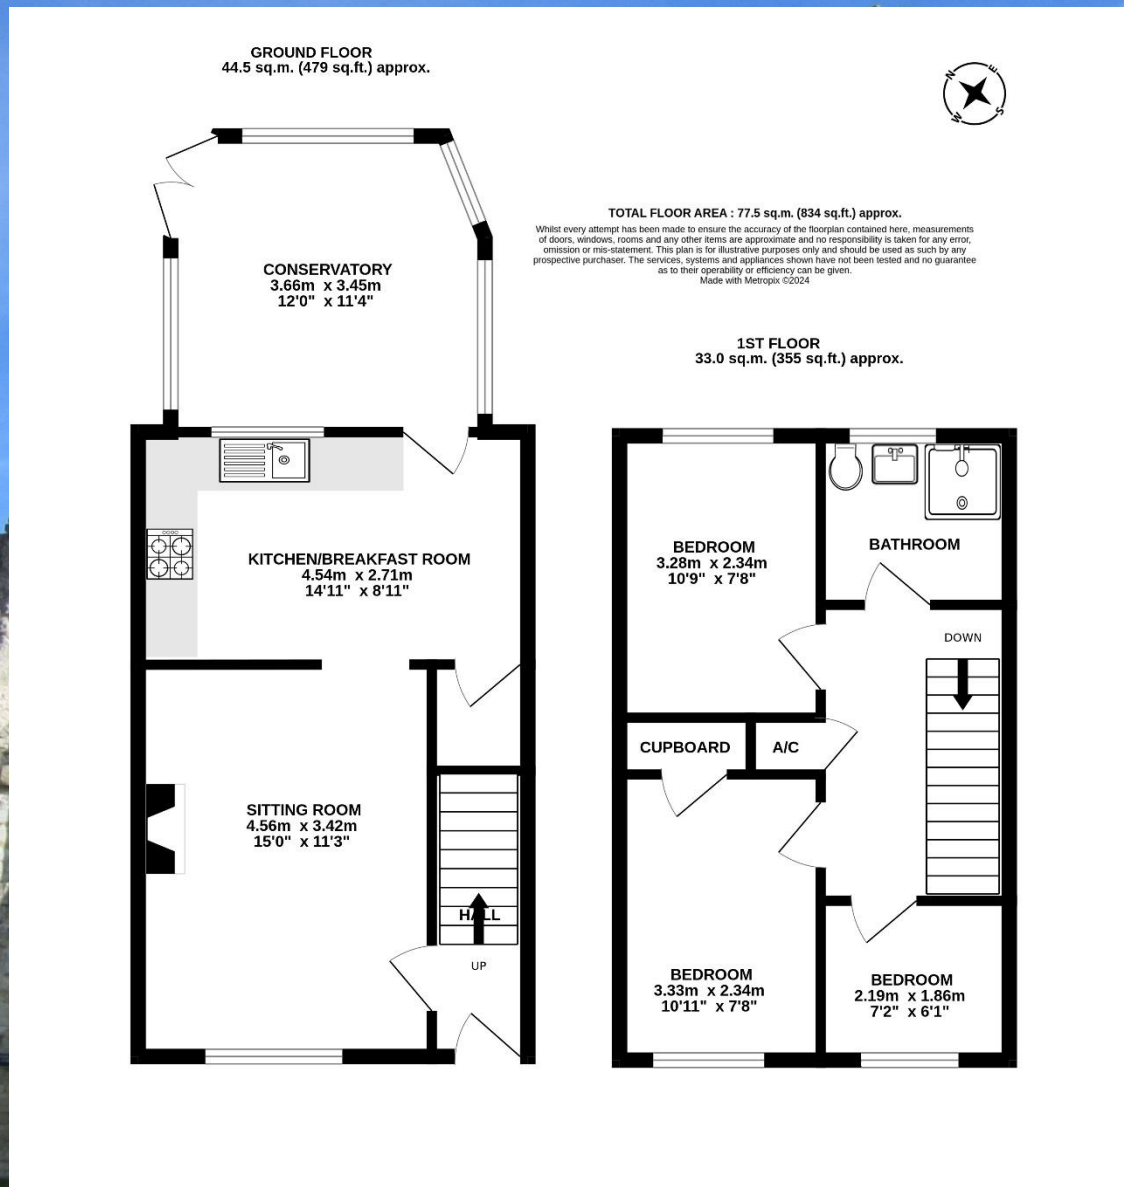 GROUND FLOOR
44.5 sq.m. (479 sq.ft.) approx.
N
E
S
W
TOTAL FLOOR AREA : 77.5 sq.m. (834 sq.ft.) approx.
Whilst every attempt has been made to ensure the accuracy of the floorplan contained here, measurements
of doors, windows, rooms and any other items are approximate and no responsibility is taken for any error,
omission or mis-statement. This plan is for illustrative purposes only and should be used as such by any
prospective purchaser. The services, systems and appliances shown have not been tested and no guarantee
as to their operability or efficiency can be given.
Made with Metropix ©2024
CONSERVATORY
3.66m x 3.45m
12'0" x 11'4"
KITCHEN/BREAKFAST ROOM
4.54m x 2.71m
14'11" x 8'11"
SITTING ROOM
4.56m x 3.42m
15'0" x 11'3"
HALL
UP
1ST FLOOR
33.0 sq.m. (355 sq.ft.) approx.
BEDROOM
3.28m x 2.34m
10'9" x 7'8"
BATHROOM
DOWN
CUPBOARD
A/C
BEDROOM
3.33m x 2.34m
10'11" x 7'8"
BEDROOM
2.19m x 1.86m
7'2" x 6'1"